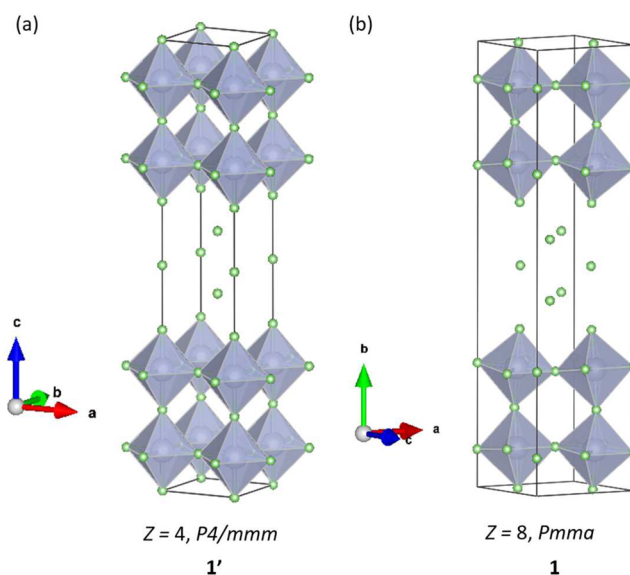 (a)
(b)
c
b
a
b
a
c
Z = 4, P4/mmm
Z = 8, Pmma
1’
1